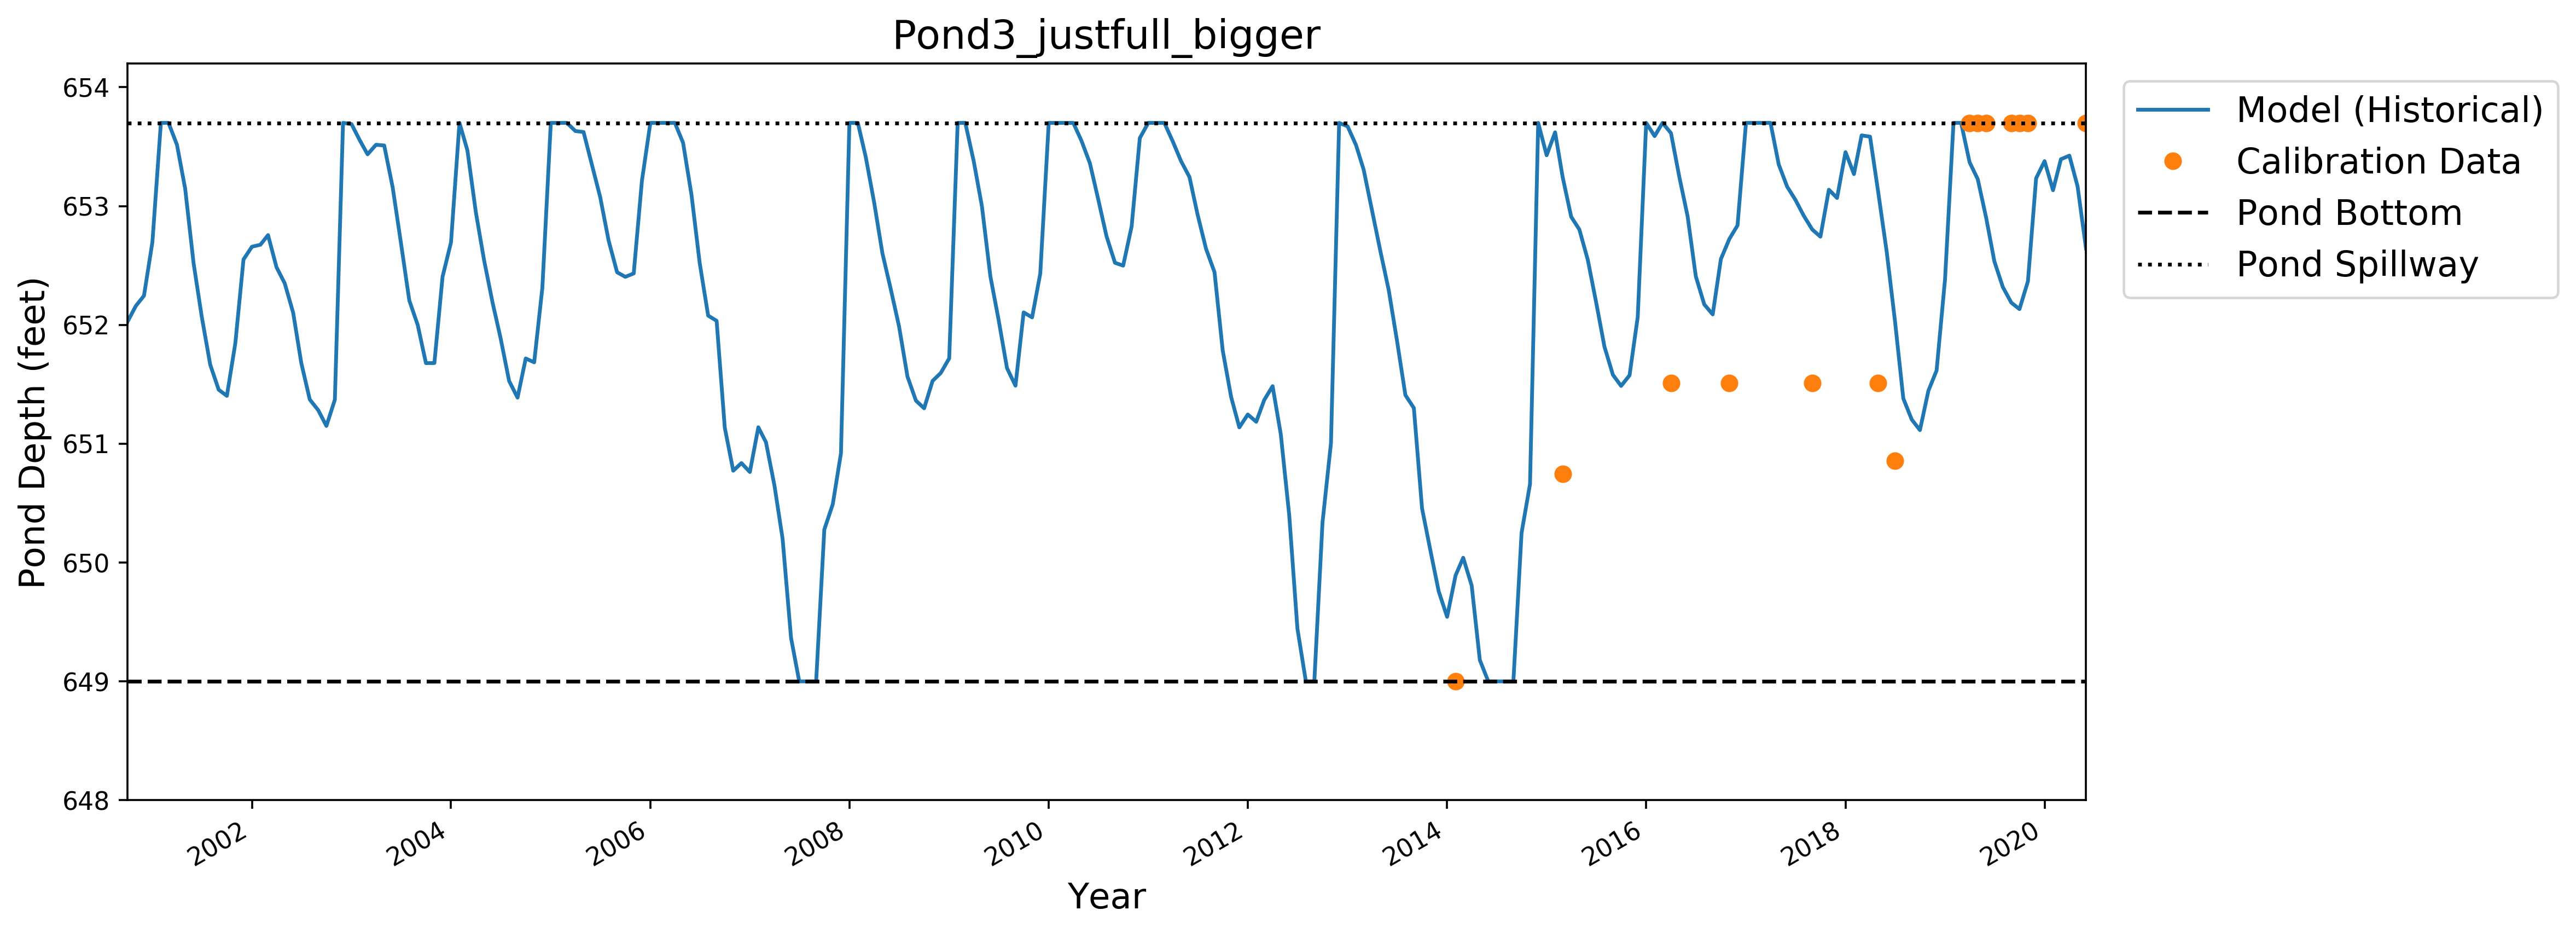 Pond3_justfull_bigger
654
653
652
651
650
649
648
Pond Depth (feet)
2002
2004
2006
2008
2010
2012
2014
2016
2018
2020
Year
Model (Historical)
Calibration Data
Pond Bottom
Pond Spillway